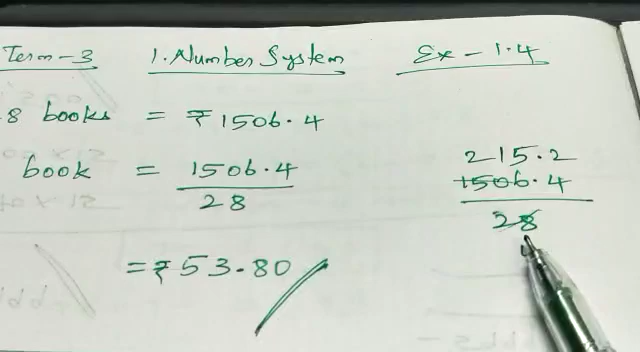 Term-3 1. Number System Ex-1.4
8 books = ₹1506.4
book = 1506.4
28
= ₹53.80
215.2
1506.4
28